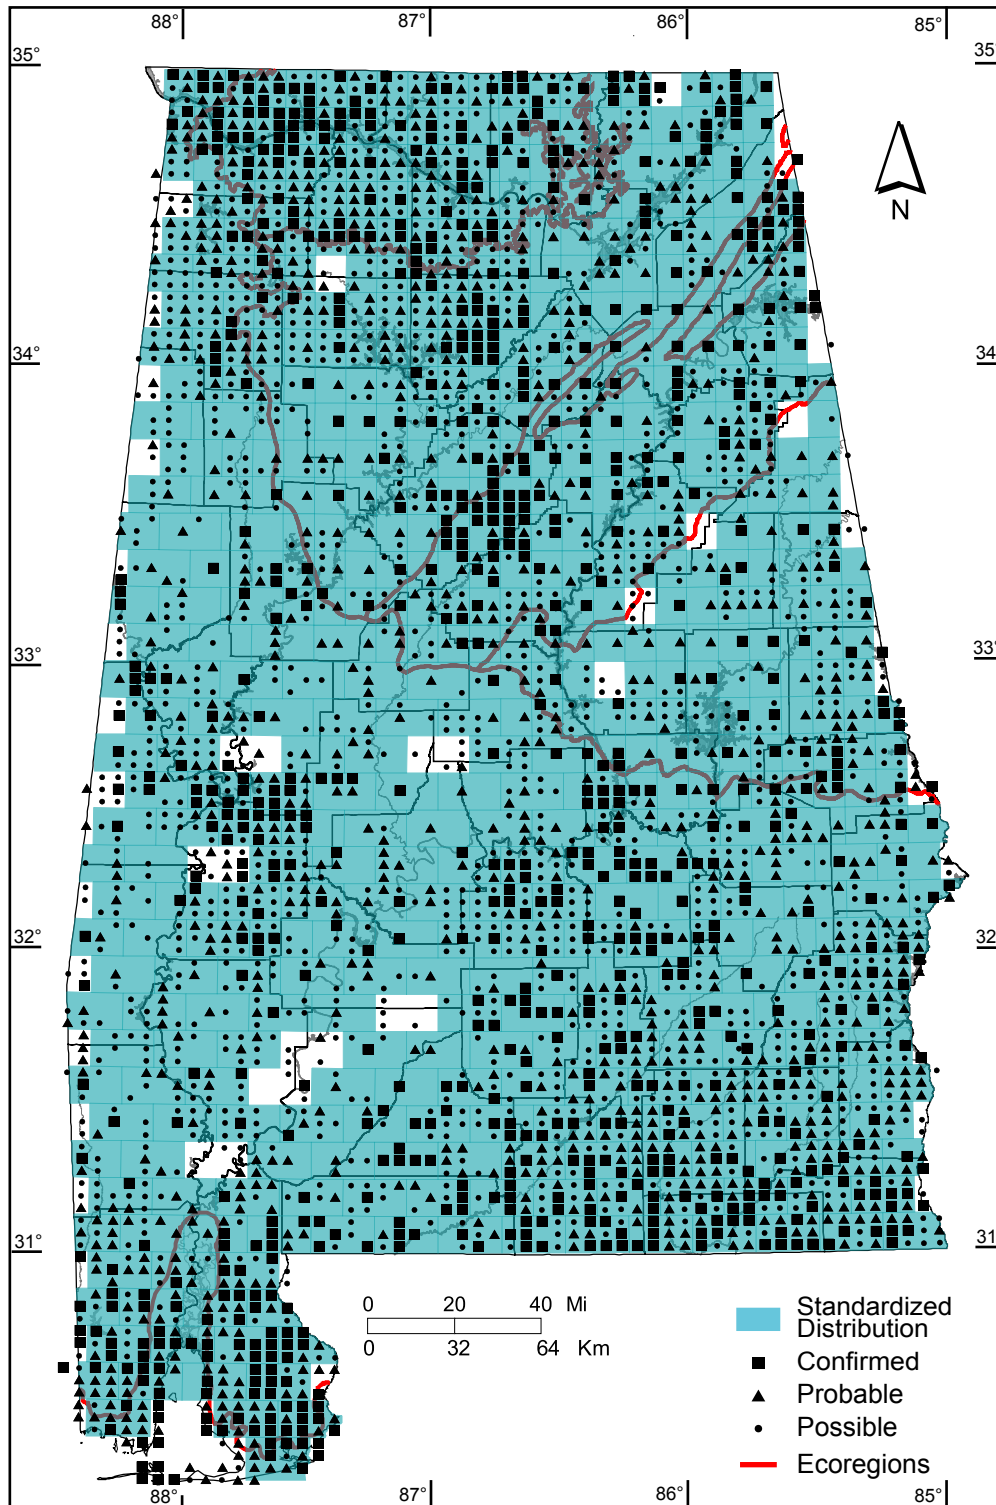 88° 87° 86° 85°
35° 35°
N
34° 34
33° 33°
32° 32
31° 31
0 20 40 Mi
0 32 64 Km
Standardized
Distribution
Confirmed
Probable
Possible
Ecoregions
88° 87° 86° 85°